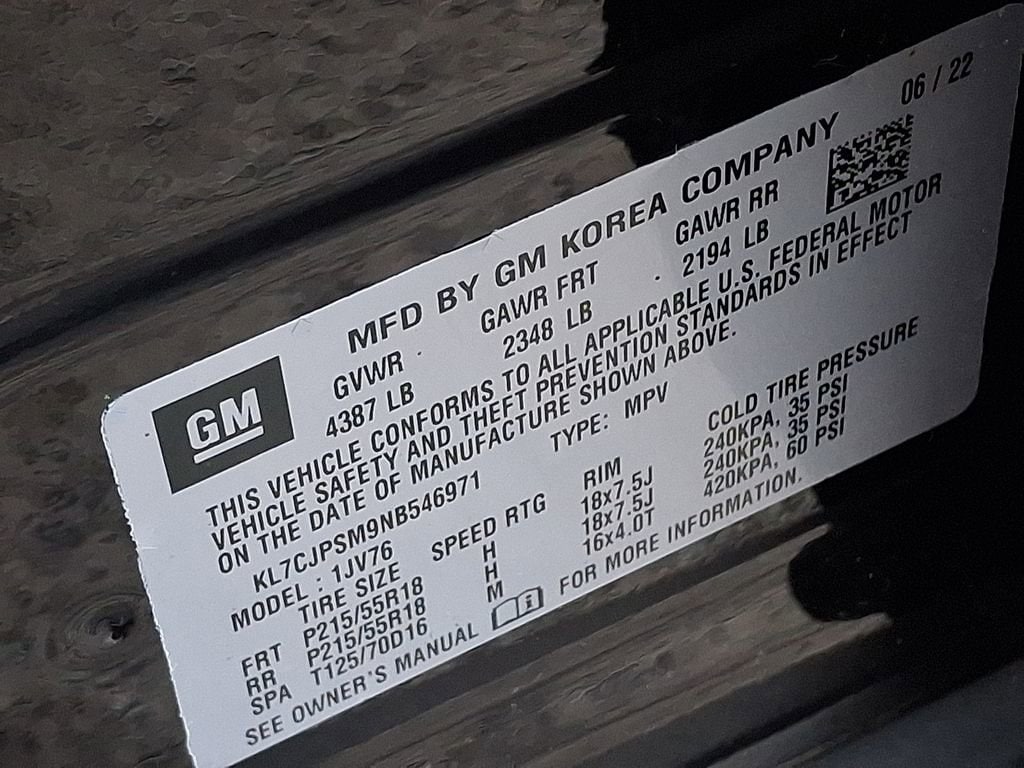 06 / 22
MFD BY GM KOREA COMPANY
GM
GVWR GAWR FRT GAWR RR
4387 LB 2348 LB 2194 LB
THIS VEHICLE CONFORMS TO ALL APPLICABLE U.S. FEDERAL MOTOR
VEHICLE SAFETY AND THEFT PREVENTION STANDARDS IN EFFECT
ON THE DATE OF MANUFACTURE SHOWN ABOVE.
KL7CJPSM9NB546971 TYPE: MPV
MODEL : 1JV76
TIRE SIZE SPEED RTG RIM COLD TIRE PRESSURE
FRT P215/55R18 H 18x7.5J 240KPA, 35 PSI
RR P215/55R18 H 18x7.5J 240KPA, 35 PSI
SPA T125/70D16 M 16x4.0T 420KPA, 60 PSI
SEE OWNER'S MANUAL i FOR MORE INFORMATION.